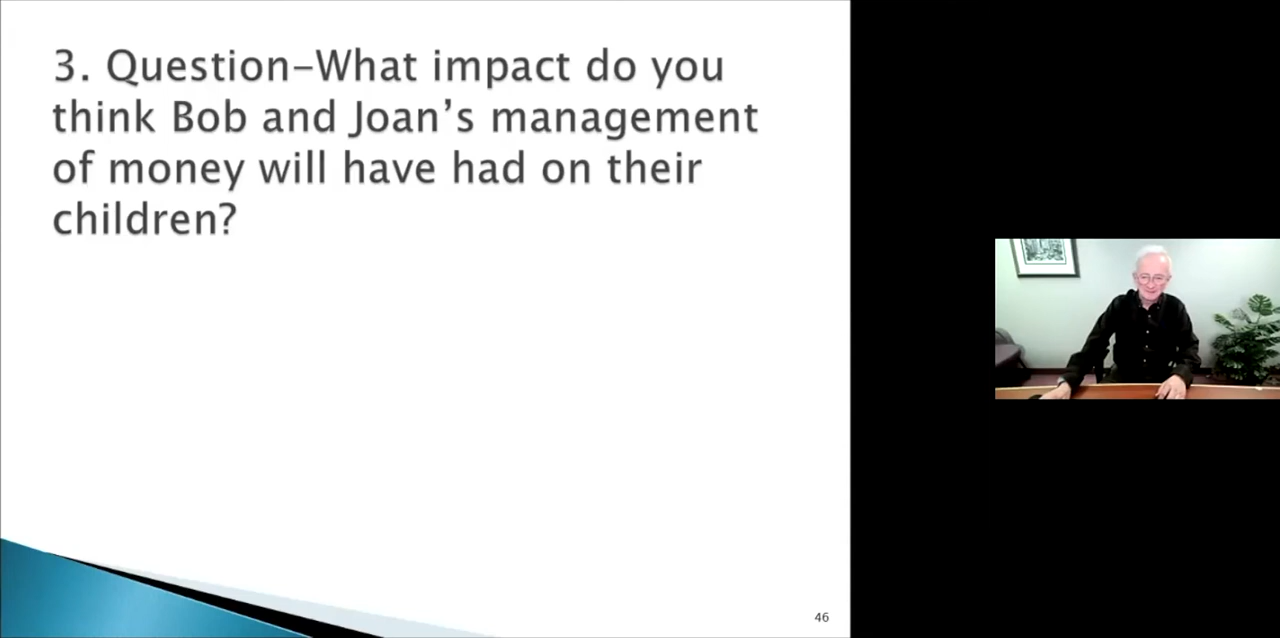 3. Question–What impact do you
think Bob and Joan's management
of money will have had on their
children?
46